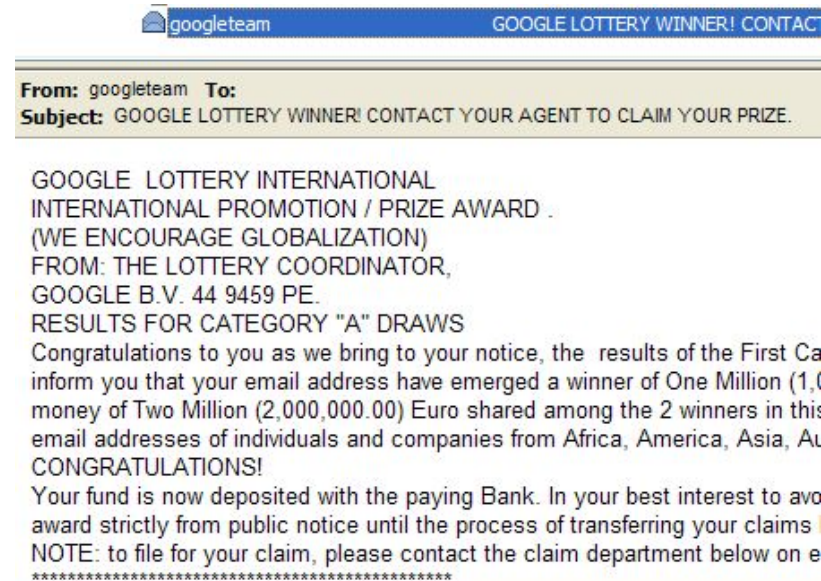 googleteam GOOGLE LOTTERY WINNER! CONTACT
From: googleteam To:
Subject: GOOGLE LOTTERY WINNER! CONTACT YOUR AGENT TO CLAIM YOUR PRIZE.
GOOGLE LOTTERY INTERNATIONAL
INTERNATIONAL PROMOTION / PRIZE AWARD .
(WE ENCOURAGE GLOBALIZATION)
FROM: THE LOTTERY COORDINATOR,
GOOGLE B.V. 44 9459 PE.
RESULTS FOR CATEGORY "A" DRAWS
Congratulations to you as we bring to your notice, the results of the First Ca
inform you that your email address have emerged a winner of One Million (1,0
money of Two Million (2,000,000.00) Euro shared among the 2 winners in this
email addresses of individuals and companies from Africa, America, Asia, Au
CONGRATULATIONS!
Your fund is now deposited with the paying Bank. In your best interest to avo
award strictly from public notice until the process of transferring your claims
NOTE: to file for your claim, please contact the claim department below on e
***********************************************